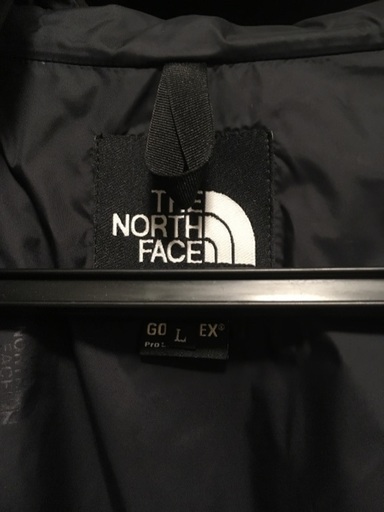 THE
NORTH
FACE
GO L EX®
Pro